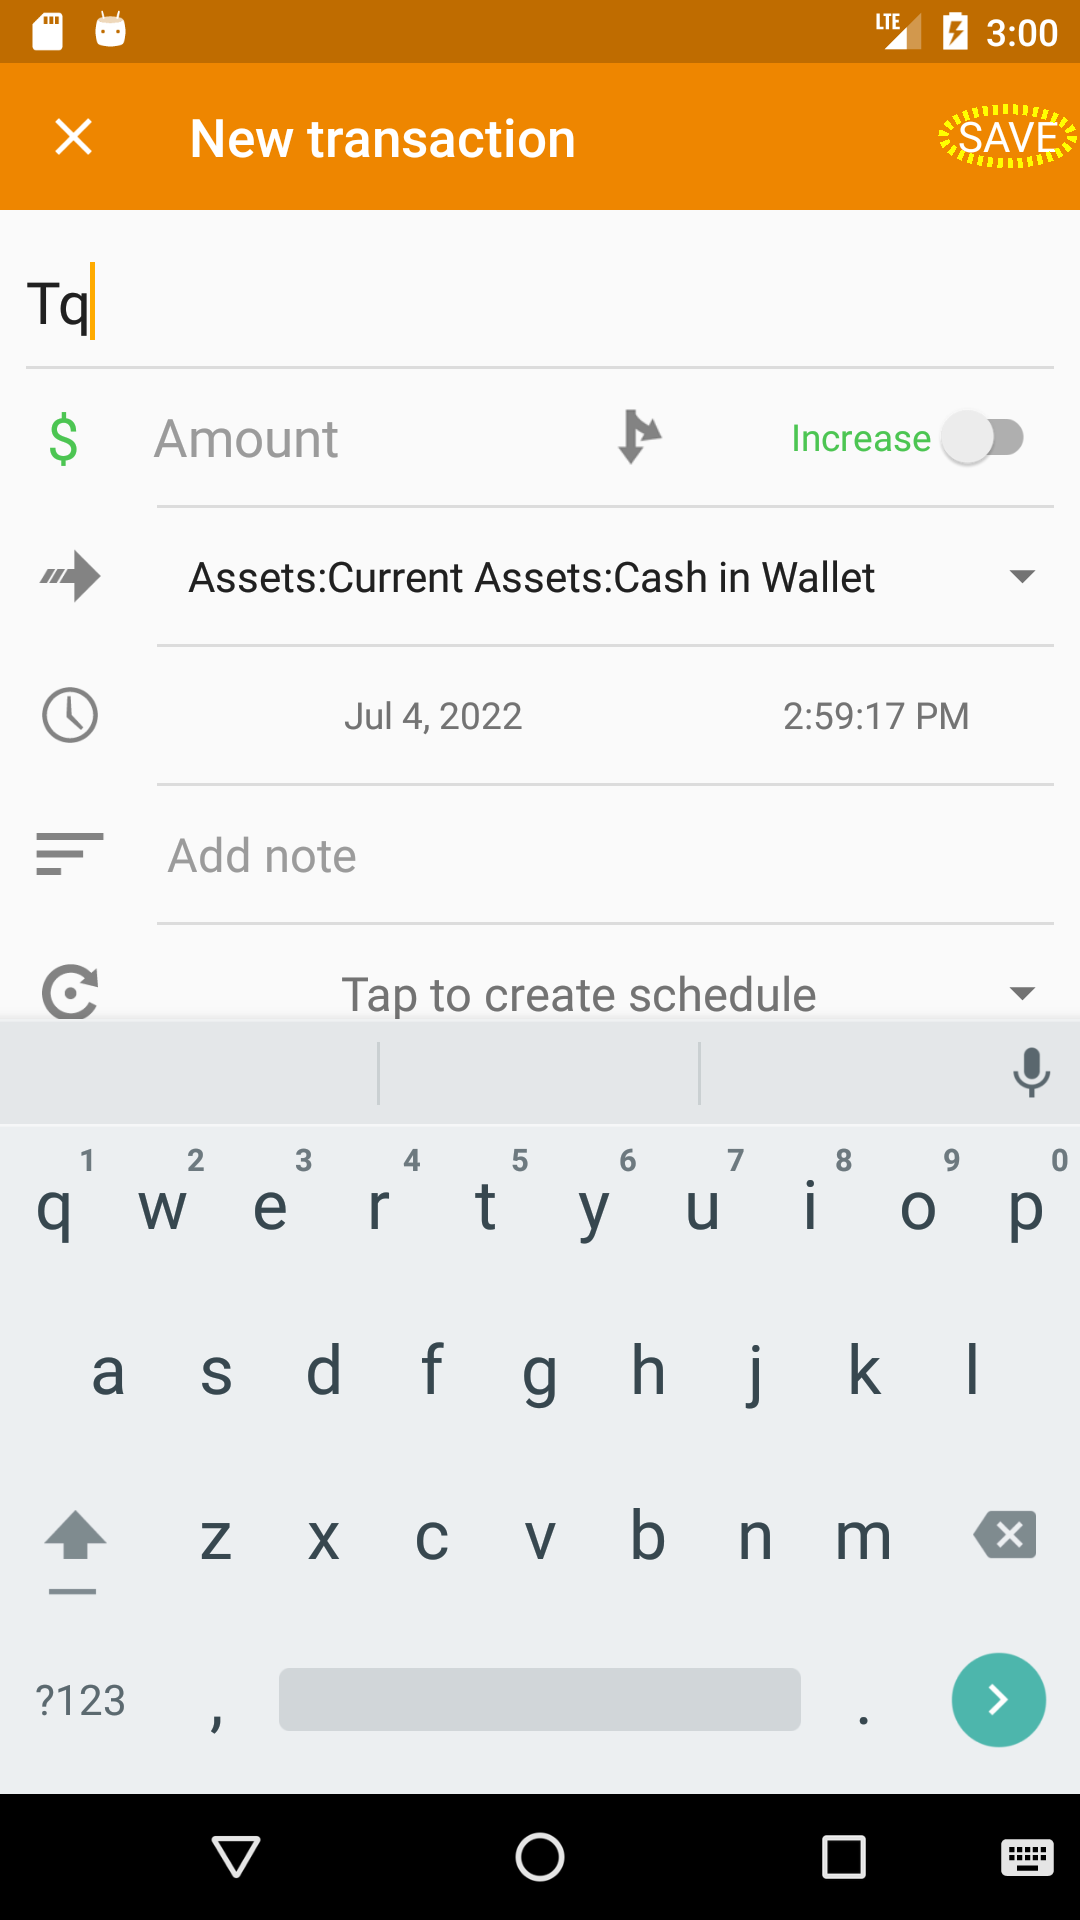 LTE 3:00
New transaction SAVE
Tq
$ Amount Increase
Assets:Current Assets:Cash in Wallet
Jul 4, 2022 2:59:17 PM
Add note
Tap to create schedule
1 2 3 4 5 6 7 8 9 0
q w e r t y u i o p
a s d f g h j k l
z x c v b n m
?123 , .